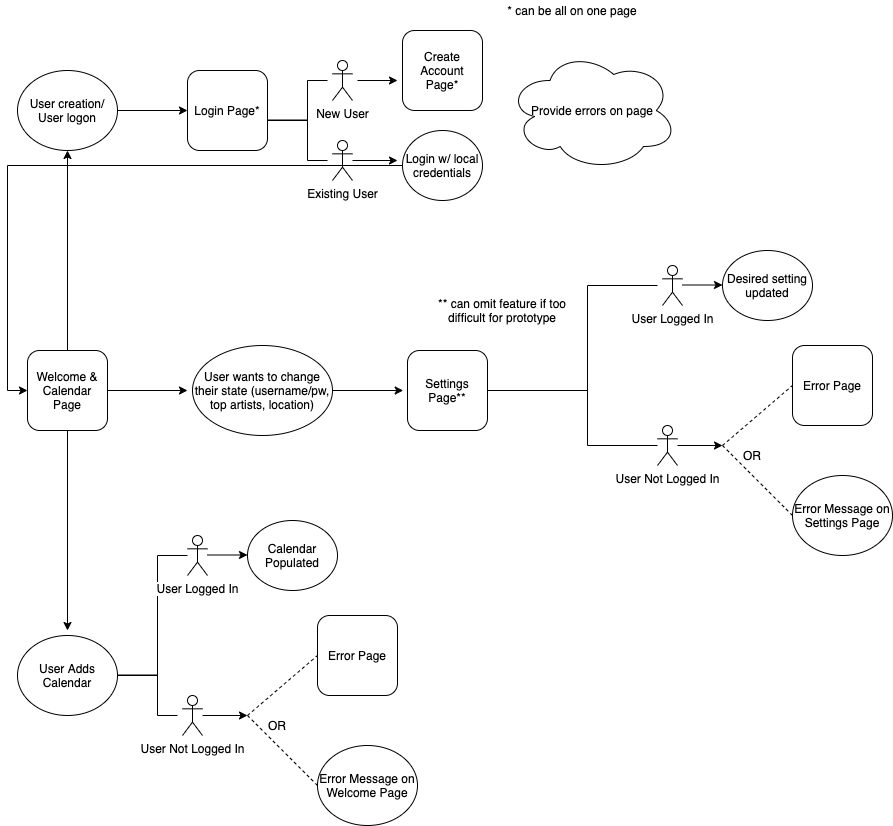 * can be all on one page
User creation/
User logon
Login Page*
New User
Create
Account
Page*
Provide errors on page
Existing User
Login w/ local
credentials
** can omit feature if too
difficult for prototype
User Logged In
Desired setting
updated
Welcome &
Calendar
Page
User wants to change
their state (username/pw,
top artists, location)
Settings
Page**
Error Page
User Not Logged In
OR
Error Message on
Settings Page
User Logged In
Calendar
Populated
User Adds
Calendar
Error Page
User Not Logged In
OR
Error Message on
Welcome Page